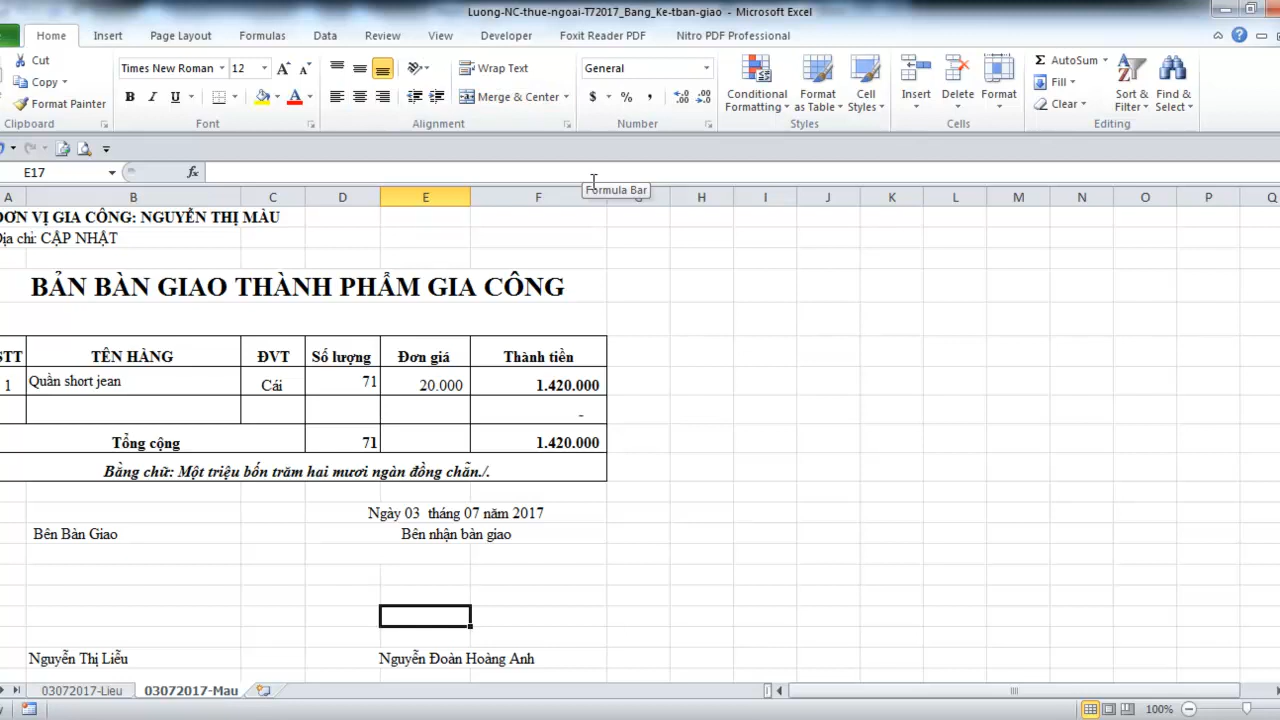 Luong-NC-thue-ngoai-T72017_Bang_Ke-tban-giao - Microsoft Excel
Home Insert Page Layout Formulas Data Review View Developer Foxit Reader PDF Nitro PDF Professional
Cut
Copy
Format Painter
Clipboard
Times New Roman 12
B I U
Font
Wrap Text
Merge & Center
Alignment
General
$ % ,
Number
Conditional Formatting
Format as Table
Cell Styles
Styles
Insert Delete Format
Cells
AutoSum
Fill
Clear
Sort & Filter
Find & Select
Editing
E17 fx
Formula Bar
A B C D E F G H I J K L M N O P Q
ĐƠN VỊ GIA CÔNG: NGUYỄN THỊ MÀU
Địa chỉ: CẬP NHẬT
BẢN BÀN GIAO THÀNH PHẨM GIA CÔNG
STT TÊN HÀNG ĐVT Số lượng Đơn giá Thành tiền
1 Quần short jean Cái 71 20.000 1.420.000
-
Tổng cộng 71 1.420.000
Bằng chữ: Một triệu bốn trăm hai mươi ngàn đồng chẵn./.
Ngày 03 tháng 07 năm 2017
Bên Bàn Giao Bên nhận bàn giao
Nguyễn Thị Liễu Nguyễn Đoàn Hoàng Anh
03072017-Lieu 03072017-Mau
100%